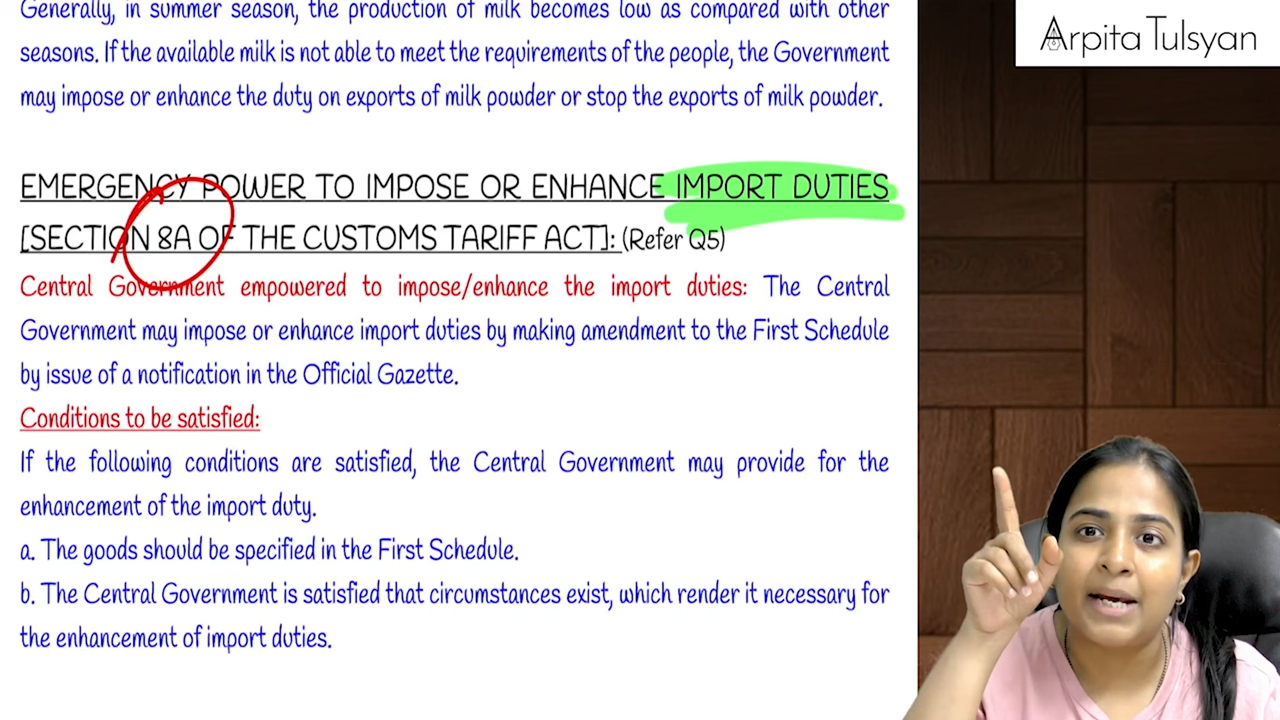 Arpita Tulsyan
Generally, in summer season, the production of milk becomes low as compared with other
seasons. If the available milk is not able to meet the requirements of the people, the Government
may impose or enhance the duty on exports of milk powder or stop the exports of milk powder.
EMERGENCY POWER TO IMPOSE OR ENHANCE IMPORT DUTIES
[SECTION 8A OF THE CUSTOMS TARIFF ACT]: (Refer Q5)
Central Government empowered to impose/enhance the import duties: The Central
Government may impose or enhance import duties by making amendment to the First Schedule
by issue of a notification in the Official Gazette.
Conditions to be satisfied:
If the following conditions are satisfied, the Central Government may provide for the
enhancement of the import duty.
a. The goods should be specified in the First Schedule.
b. The Central Government is satisfied that circumstances exist, which render it necessary for
the enhancement of import duties.